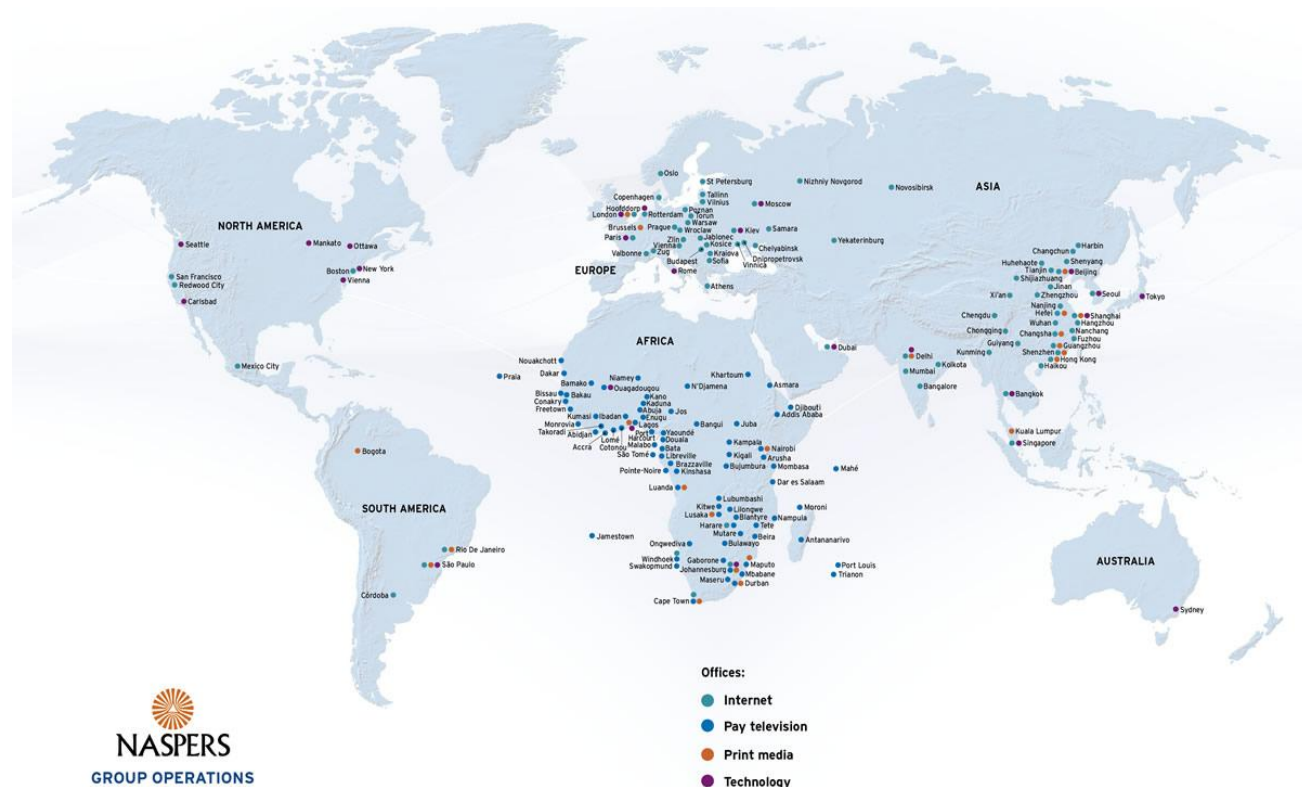 NORTH AMERICA
Seattle
Mankato
Ottawa
Boston
New York
Vienna
San Francisco
Redwood City
Carlsbad
Mexico City
SOUTH AMERICA
Bogota
Rio De Janeiro
São Paulo
Córdoba
EUROPE
Oslo
St Petersburg
Copenhagen
Tallinn
Vilnius
Hoofddorp
London
Rotterdam
Poznan
Torun
Warsaw
Brussels
Prague
Wroclaw
Paris
Zlin
Jablonec
Vienna
Kosice
Valbonne
Zug
Kraiova
Budapest
Sofia
Rome
Athens
Moscow
Kiev
Samara
Chelyabinsk
Dnipropetrovsk
Vinnica
Nizhniy Novgorod
Novosibirsk
Yekaterinburg
ASIA
Harbin
Changchun
Huhehaote
Shenyang
Tianjin
Beijing
Shijiazhuang
Jinan
Xi'an
Zhengzhou
Seoul
Tokyo
Nanjing
Hefei
Shanghai
Chengdu
Wuhan
Hangzhou
Chongqing
Changsha
Nanchang
Guiyang
Fuzhou
Kunming
Guangzhou
Shenzhen
Hong Kong
Haikou
Dubai
Delhi
Kolkota
Mumbai
Bangalore
Bangkok
Kuala Lumpur
Singapore
AFRICA
Nouakchott
Praia
Dakar
Bamako
Niamey
Ouagadougou
Khartoum
N'Djamena
Asmara
Bissau
Bakau
Kano
Conakry
Kaduna
Freetown
Abuja
Jos
Djibouti
Kumasi
Ibadan
Enugu
Addis Ababa
Monrovia
Lagos
Bangui
Juba
Takoradi
Abidjan
Lomé
Port Harcourt
Yaoundé
Accra
Cotonou
Douala
Malabo
Bata
Kampala
Nairobi
São Tomé
Libreville
Kigali
Arusha
Brazzaville
Bujumbura
Mombasa
Mahé
Pointe-Noire
Kinshasa
Luanda
Dar es Salaam
Lubumbashi
Kitwe
Lilongwe
Moroni
Lusaka
Blantyre
Nampula
Harare
Tete
Mutare
Beira
Jamestown
Ongwediva
Bulawayo
Antananarivo
Windhoek
Gaborone
Maputo
Port Louis
Swakopmund
Johannesburg
Mbabane
Trianon
Maseru
Durban
Cape Town
AUSTRALIA
Sydney
Offices:
Internet
Pay television
Print media
Technology
NASPERS
GROUP OPERATIONS